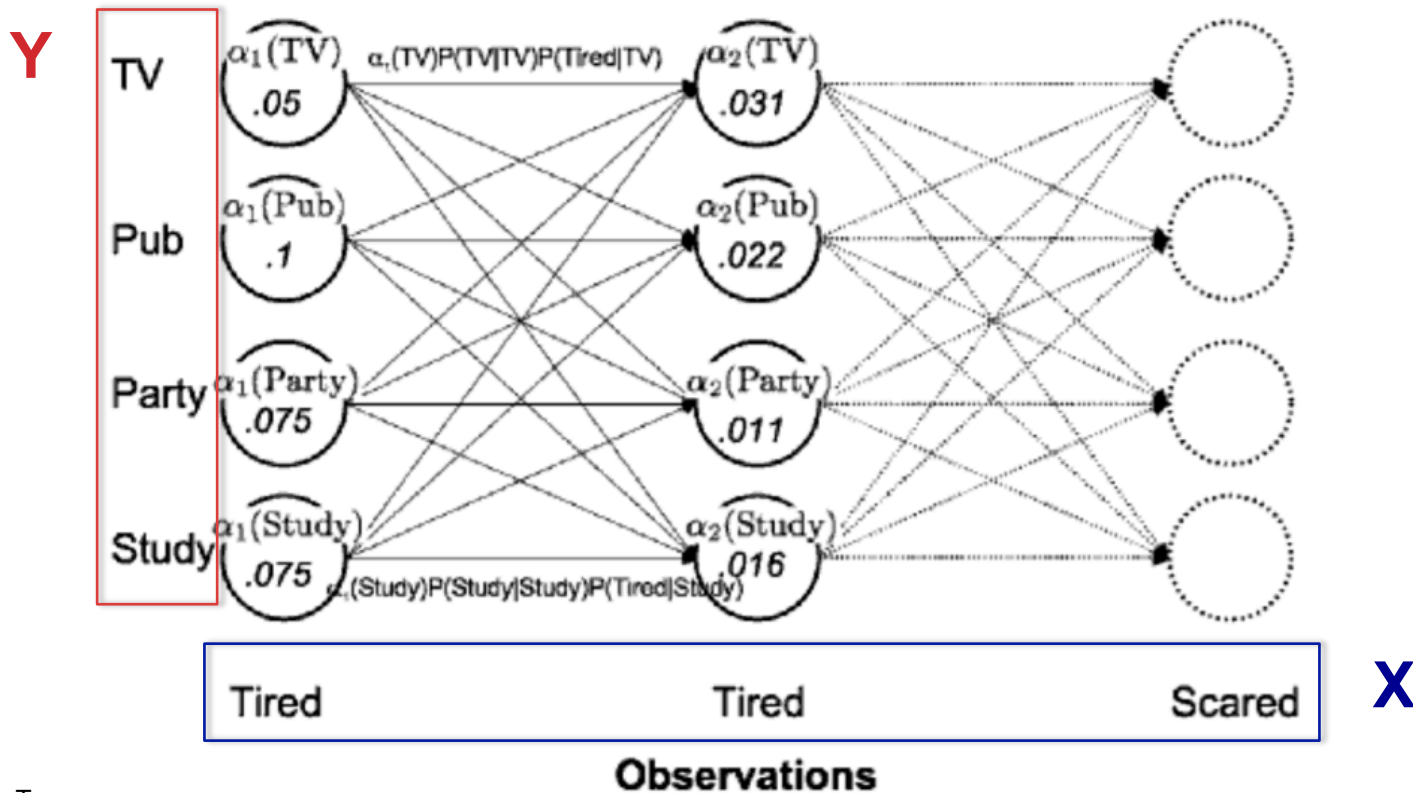 Y
TV
α₁(TV)
.05
αₜ(TV)P(TV|TV)P(Tired|TV)
α₂(TV)
.031
Pub
α₁(Pub)
.1
α₂(Pub)
.022
Party
α₁(Party)
.075
α₂(Party)
.011
Study
α₁(Study)
.075
(Study)P(Study|Study)P(Tired|Study)
α₂(Study)
.016
Tired Tired Scared
X
Observations